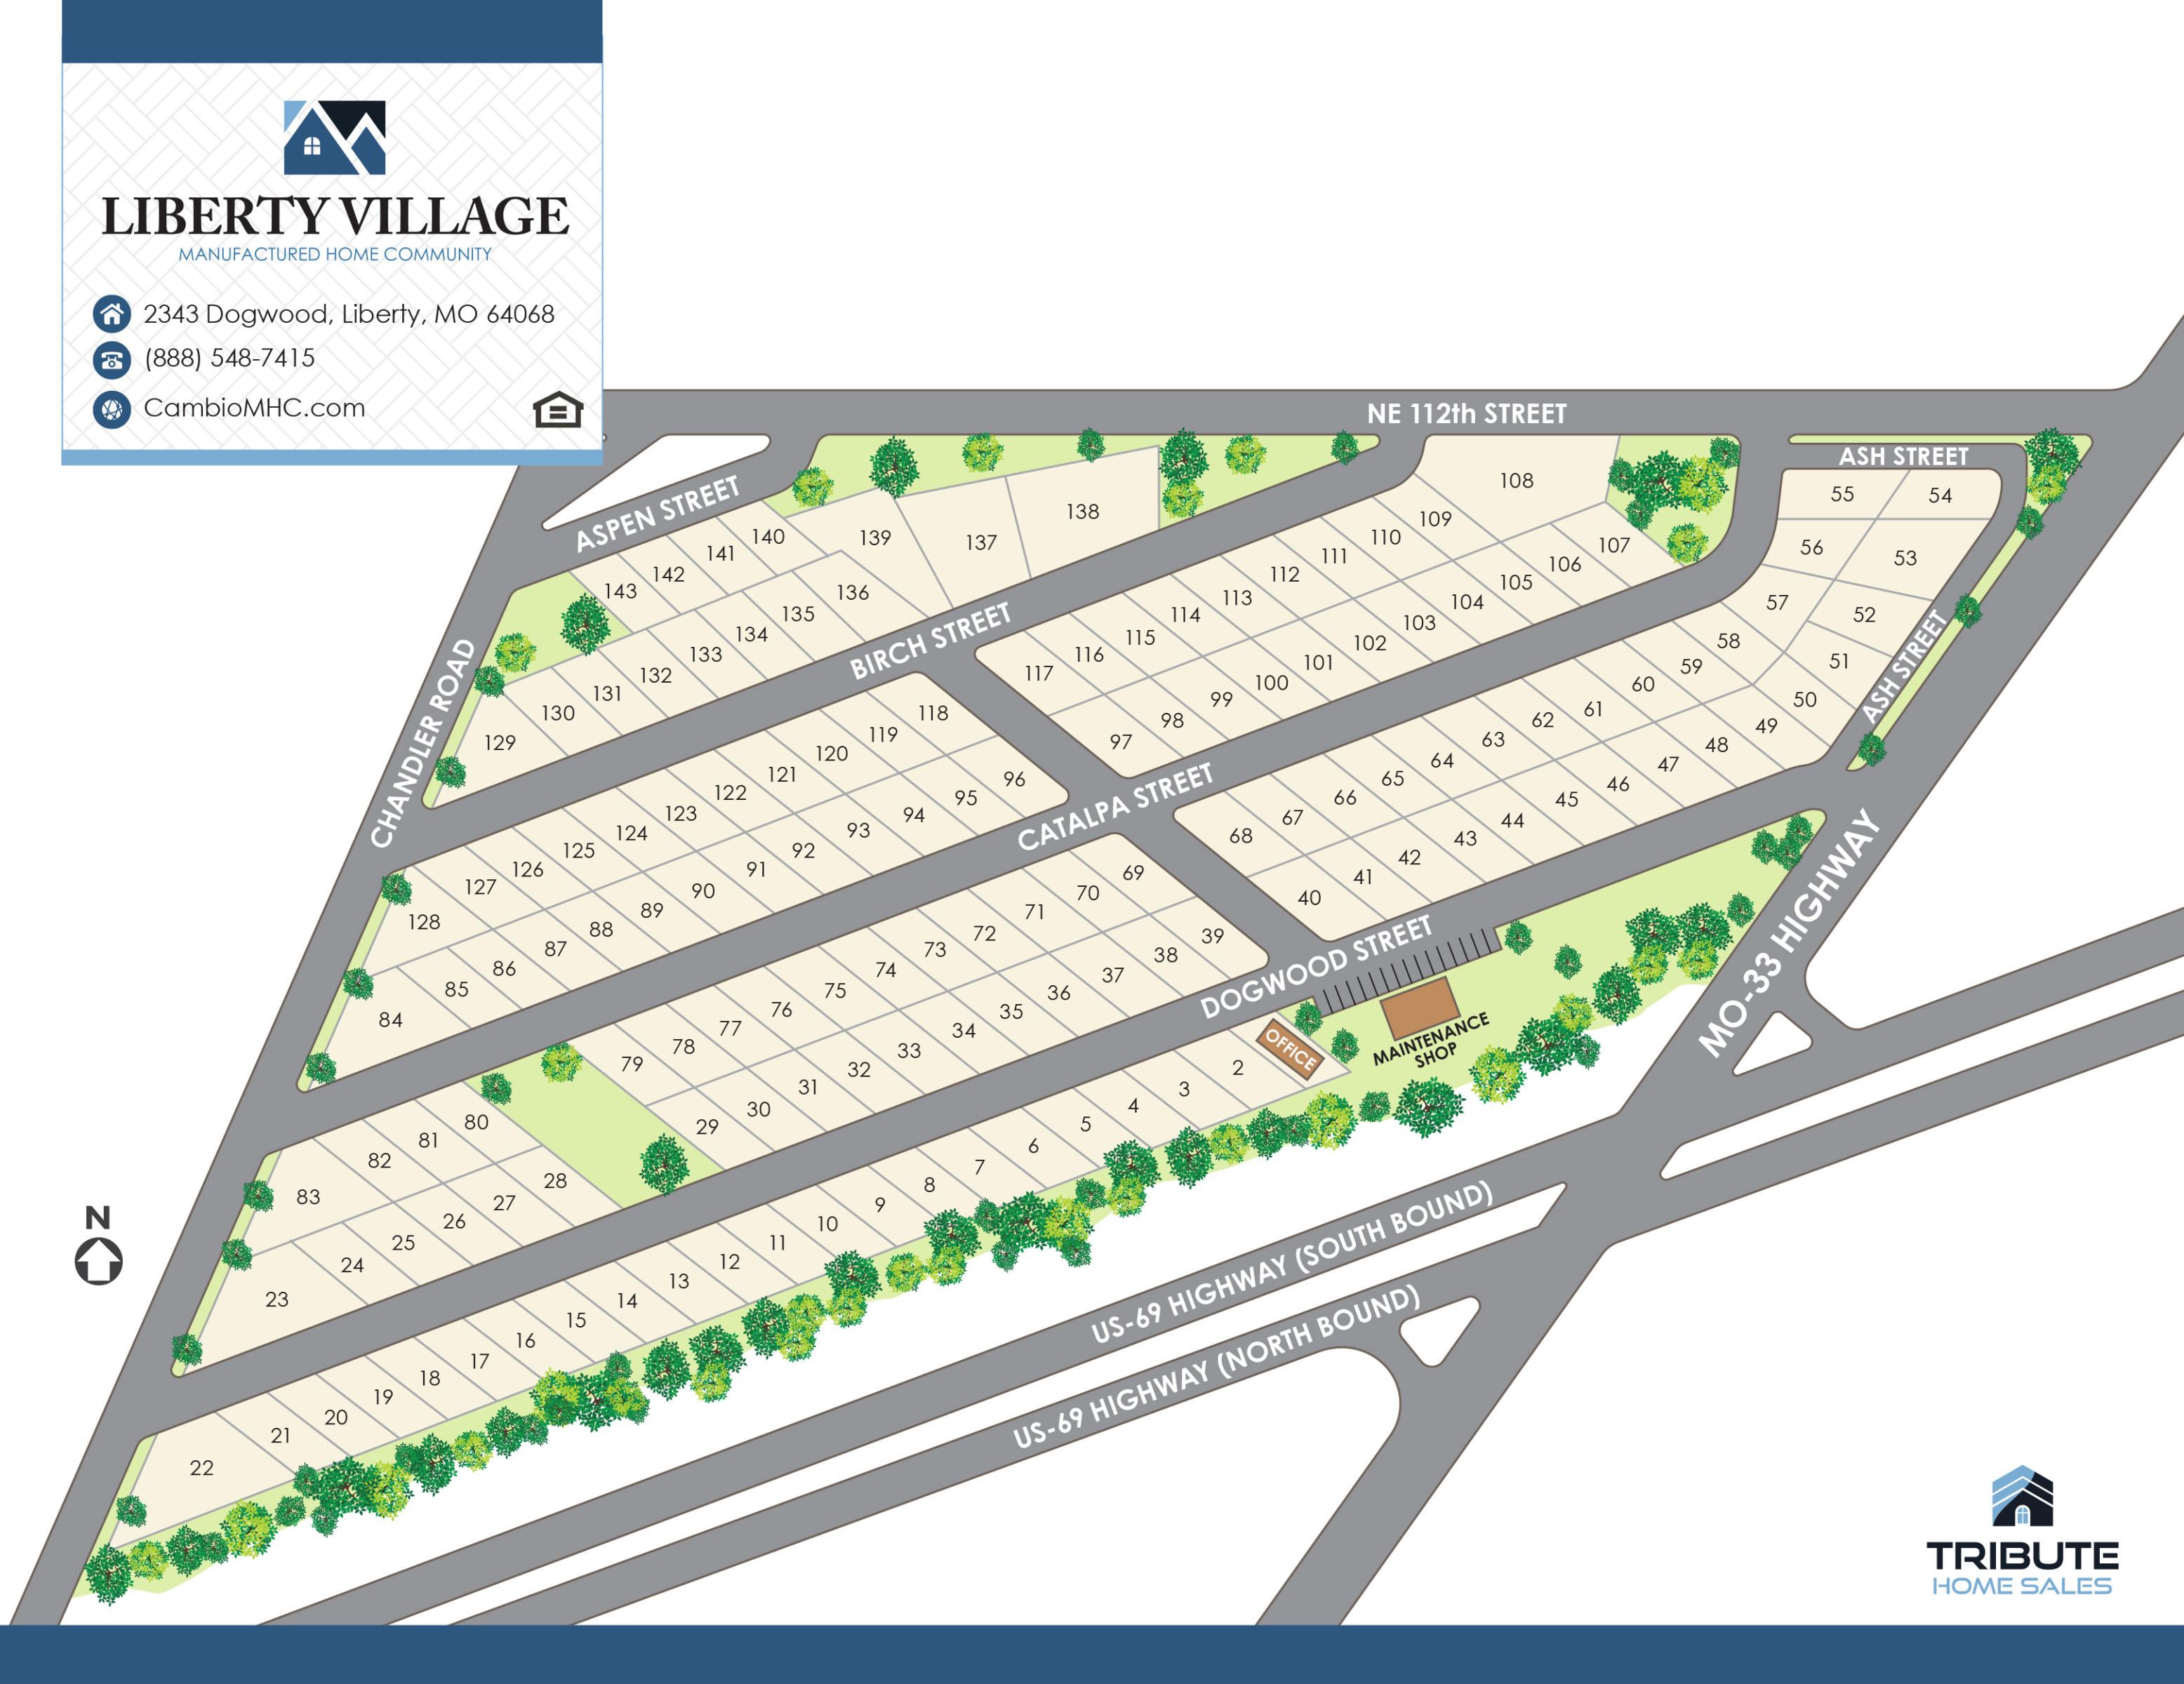 LIBERTY VILLAGE
MANUFACTURED HOME COMMUNITY
2343 Dogwood, Liberty, MO 64068
(888) 548-7415
CambioMHC.com
NE 112th STREET
ASH STREET
ASPEN STREET
BIRCH STREET
CHANDLER ROAD
CATALPA STREET
ASH STREET
DOGWOOD STREET
MO-33 HIGHWAY
OFFICE
MAINTENANCE
SHOP
US-69 HIGHWAY (SOUTH BOUND)
US-69 HIGHWAY (NORTH BOUND)
N
108
55 54
56 53
57 52
51
50
143 142 141 140 139 137 138
129 130 131 132 133 134 135 136
117 116 115 114 113 112 111 110 109
97 98 99 100 101 102 103 104 105 106 107
128 127 126 125 124 123 122 121 120 119 118
84 85 86 87 88 89 90 91 92 93 94 95 96
68 67 66 65 64 63 62 61 60 59 58
40 41 42 43 44 45 46 47 48 49
83 82 81 80
79 78 77 76 75 74 73 72 71 70 69
23 24 25 26 27 28
29 30 31 32 33 34 35 36 37 38 39
22 21 20 19 18 17 16 15 14 13 12 11 10 9 8 7 6 5 4 3 2
TRIBUTE
HOME SALES